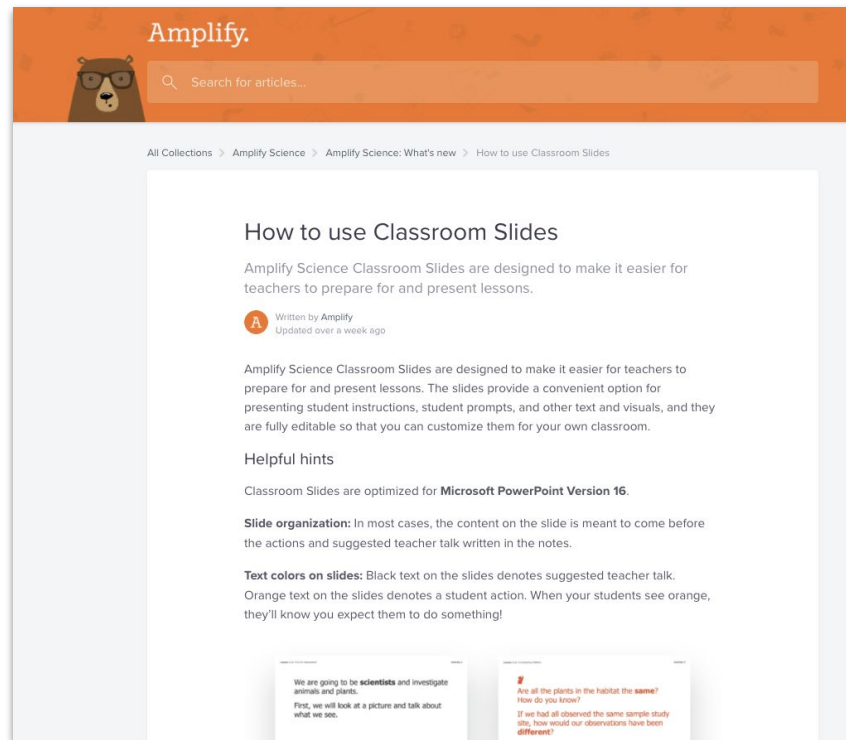 Amplify.
Search for articles...
All Collections > Amplify Science > Amplify Science: What's new > How to use Classroom Slides
How to use Classroom Slides
Amplify Science Classroom Slides are designed to make it easier for
teachers to prepare for and present lessons.
A
Written by Amplify
Updated over a week ago
Amplify Science Classroom Slides are designed to make it easier for teachers to
prepare for and present lessons. The slides provide a convenient option for
presenting student instructions, student prompts, and other text and visuals, and they
are fully editable so that you can customize them for your own classroom.
Helpful hints
Classroom Slides are optimized for Microsoft PowerPoint Version 16.
Slide organization: In most cases, the content on the slide is meant to come before
the actions and suggested teacher talk written in the notes.
Text colors on slides: Black text on the slides denotes suggested teacher talk.
Orange text on the slides denotes a student action. When your students see orange,
they'll know you expect them to do something!
We are going to be scientists and investigate
animals and plants.
First, we will look at a picture and talk about
what we see.
Are all the plants in the habitat the same?
How do you know?
If we had all observed the same sample study
site, how would our observations have been
different?